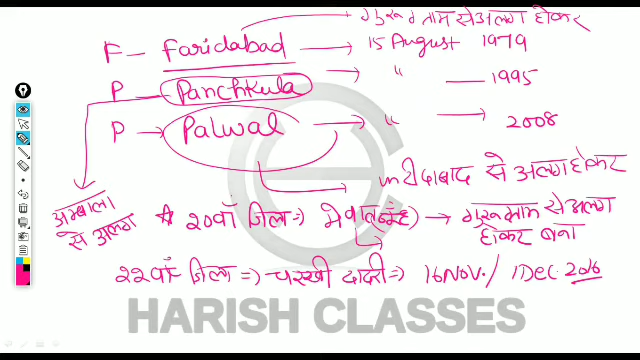 गुरूग्राम से अलग होकर
F - Faridabad → 15 August 1979
P - Panchkula → " — 1995
P → Palwal → " → 2008
फरीदाबाद से अलग होकर
अम्बाला
से अलग
* 20वां जिला => मेवात → गुरूग्राम से अलग
होकर बना
22वां जिला => चरखी दादरी => 16 Nov. / 1 Dec. 2016
HARISH CLASSES